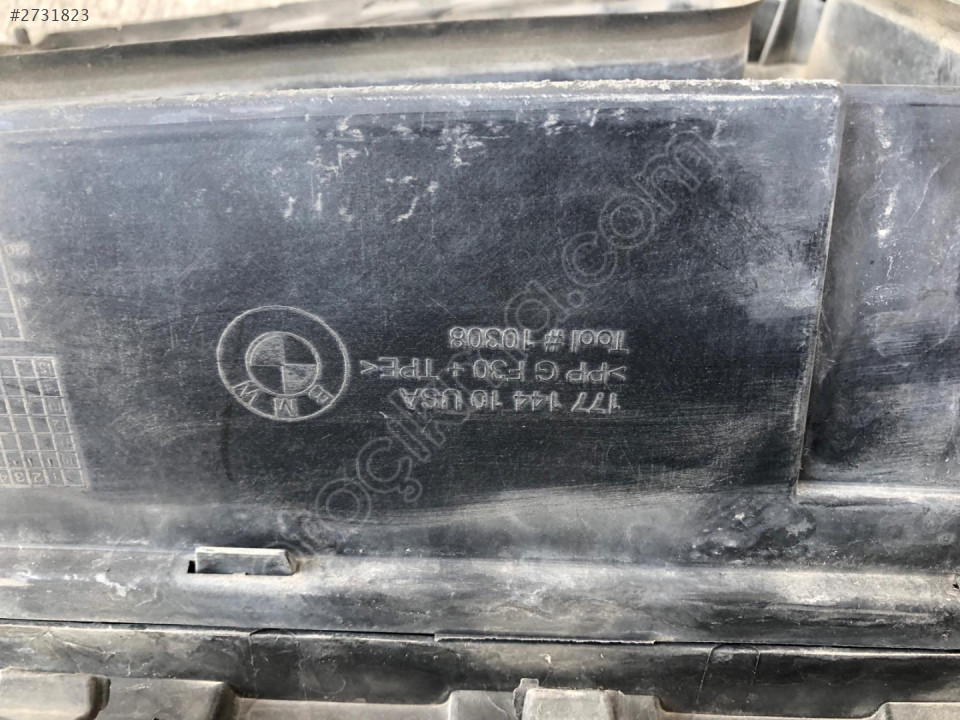 #2731823
177 144 10 USA
>PP G F30 + TPE<
Tool # 10308
BMW